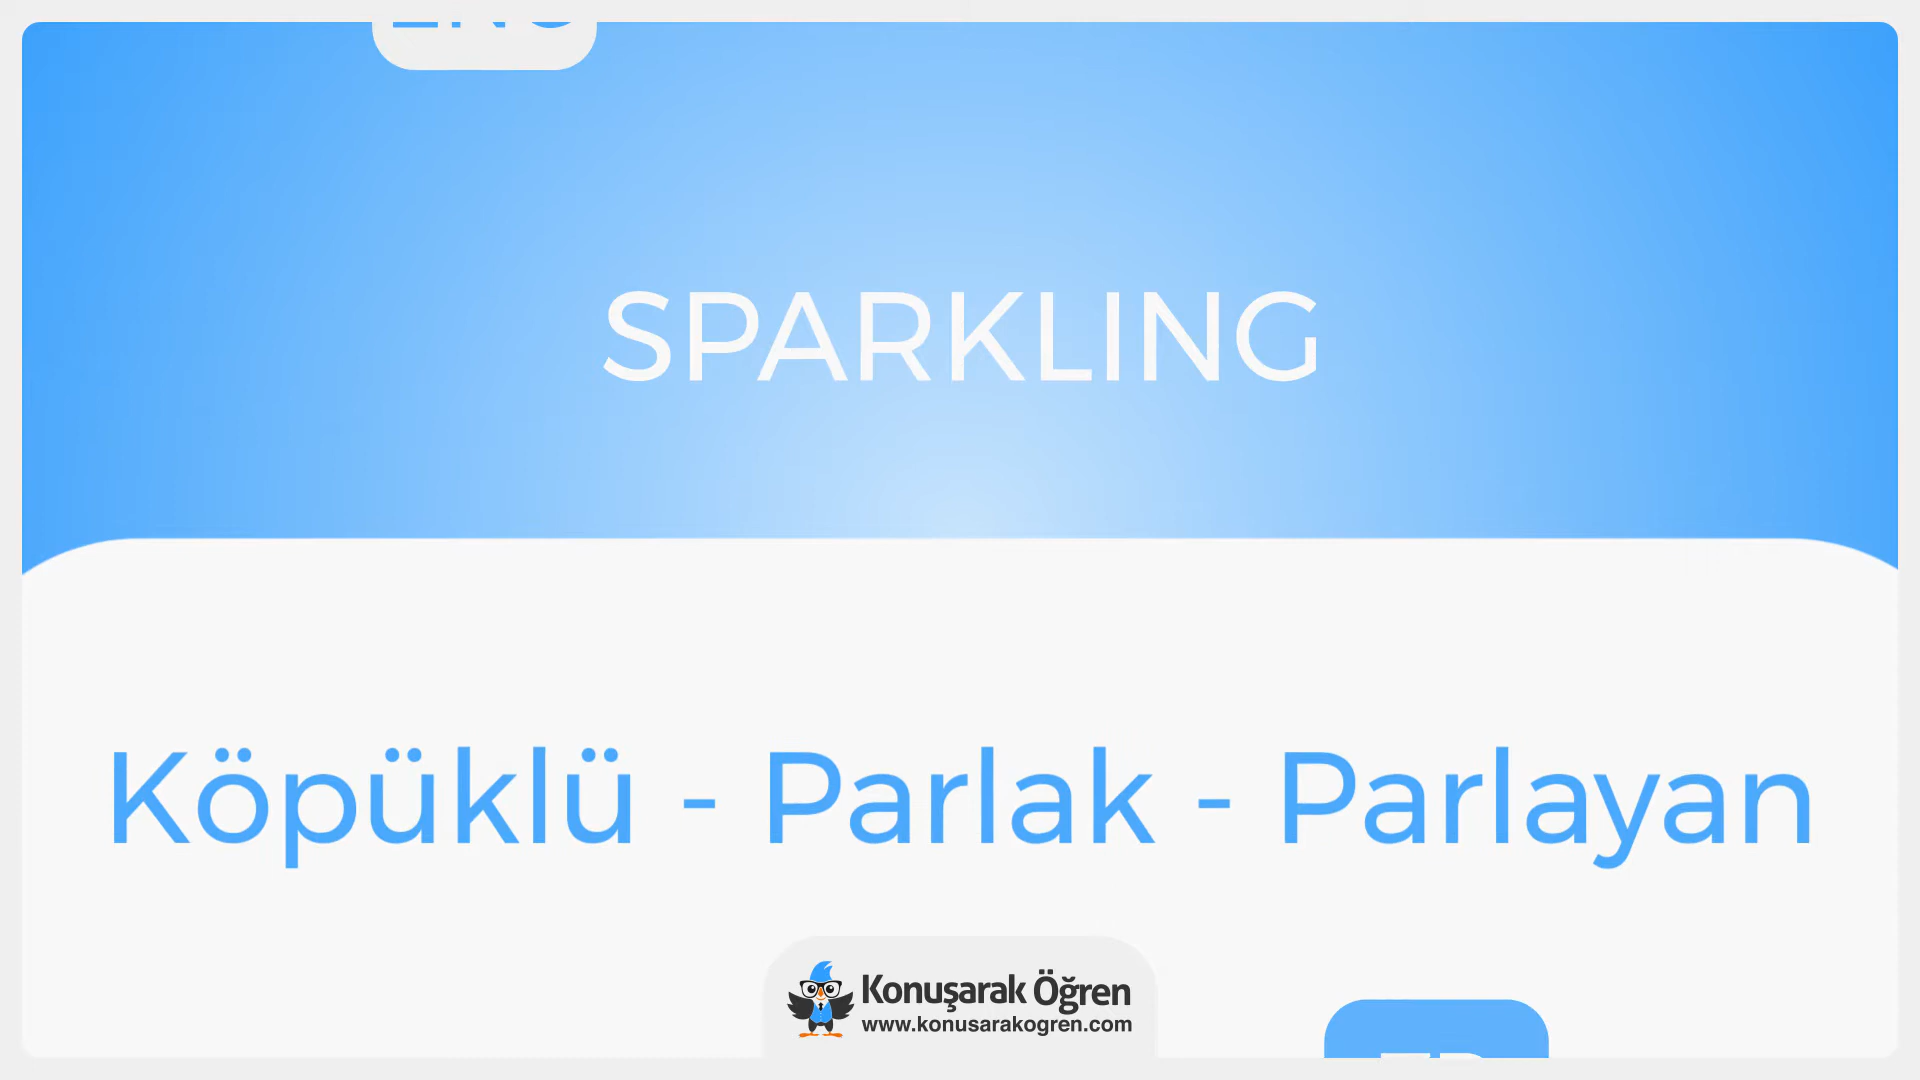 SPARKLING
Köpüklü - Parlak - Parlayan
Konuşarak Öğren
www.konusarakogren.com